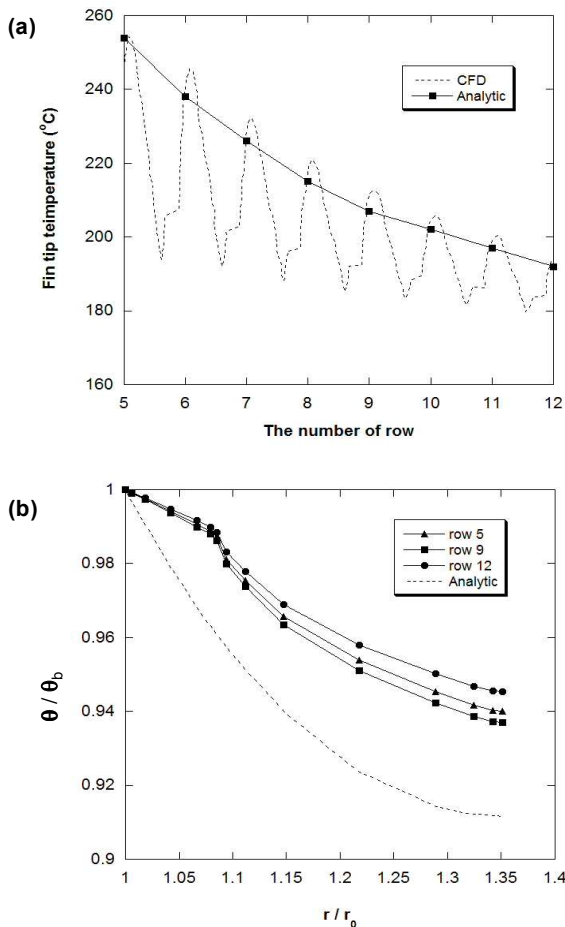 (a)
260
240
220
200
180
160
Fin tip teimperature (°C)
CFD
Analytic
5 6 7 8 9 10 11 12
The number of row
(b)
1
0.98
0.96
0.94
0.92
0.9
θ / θb
row 5
row 9
row 12
Analytic
1 1.05 1.1 1.15 1.2 1.25 1.3 1.35 1.4
r / r0